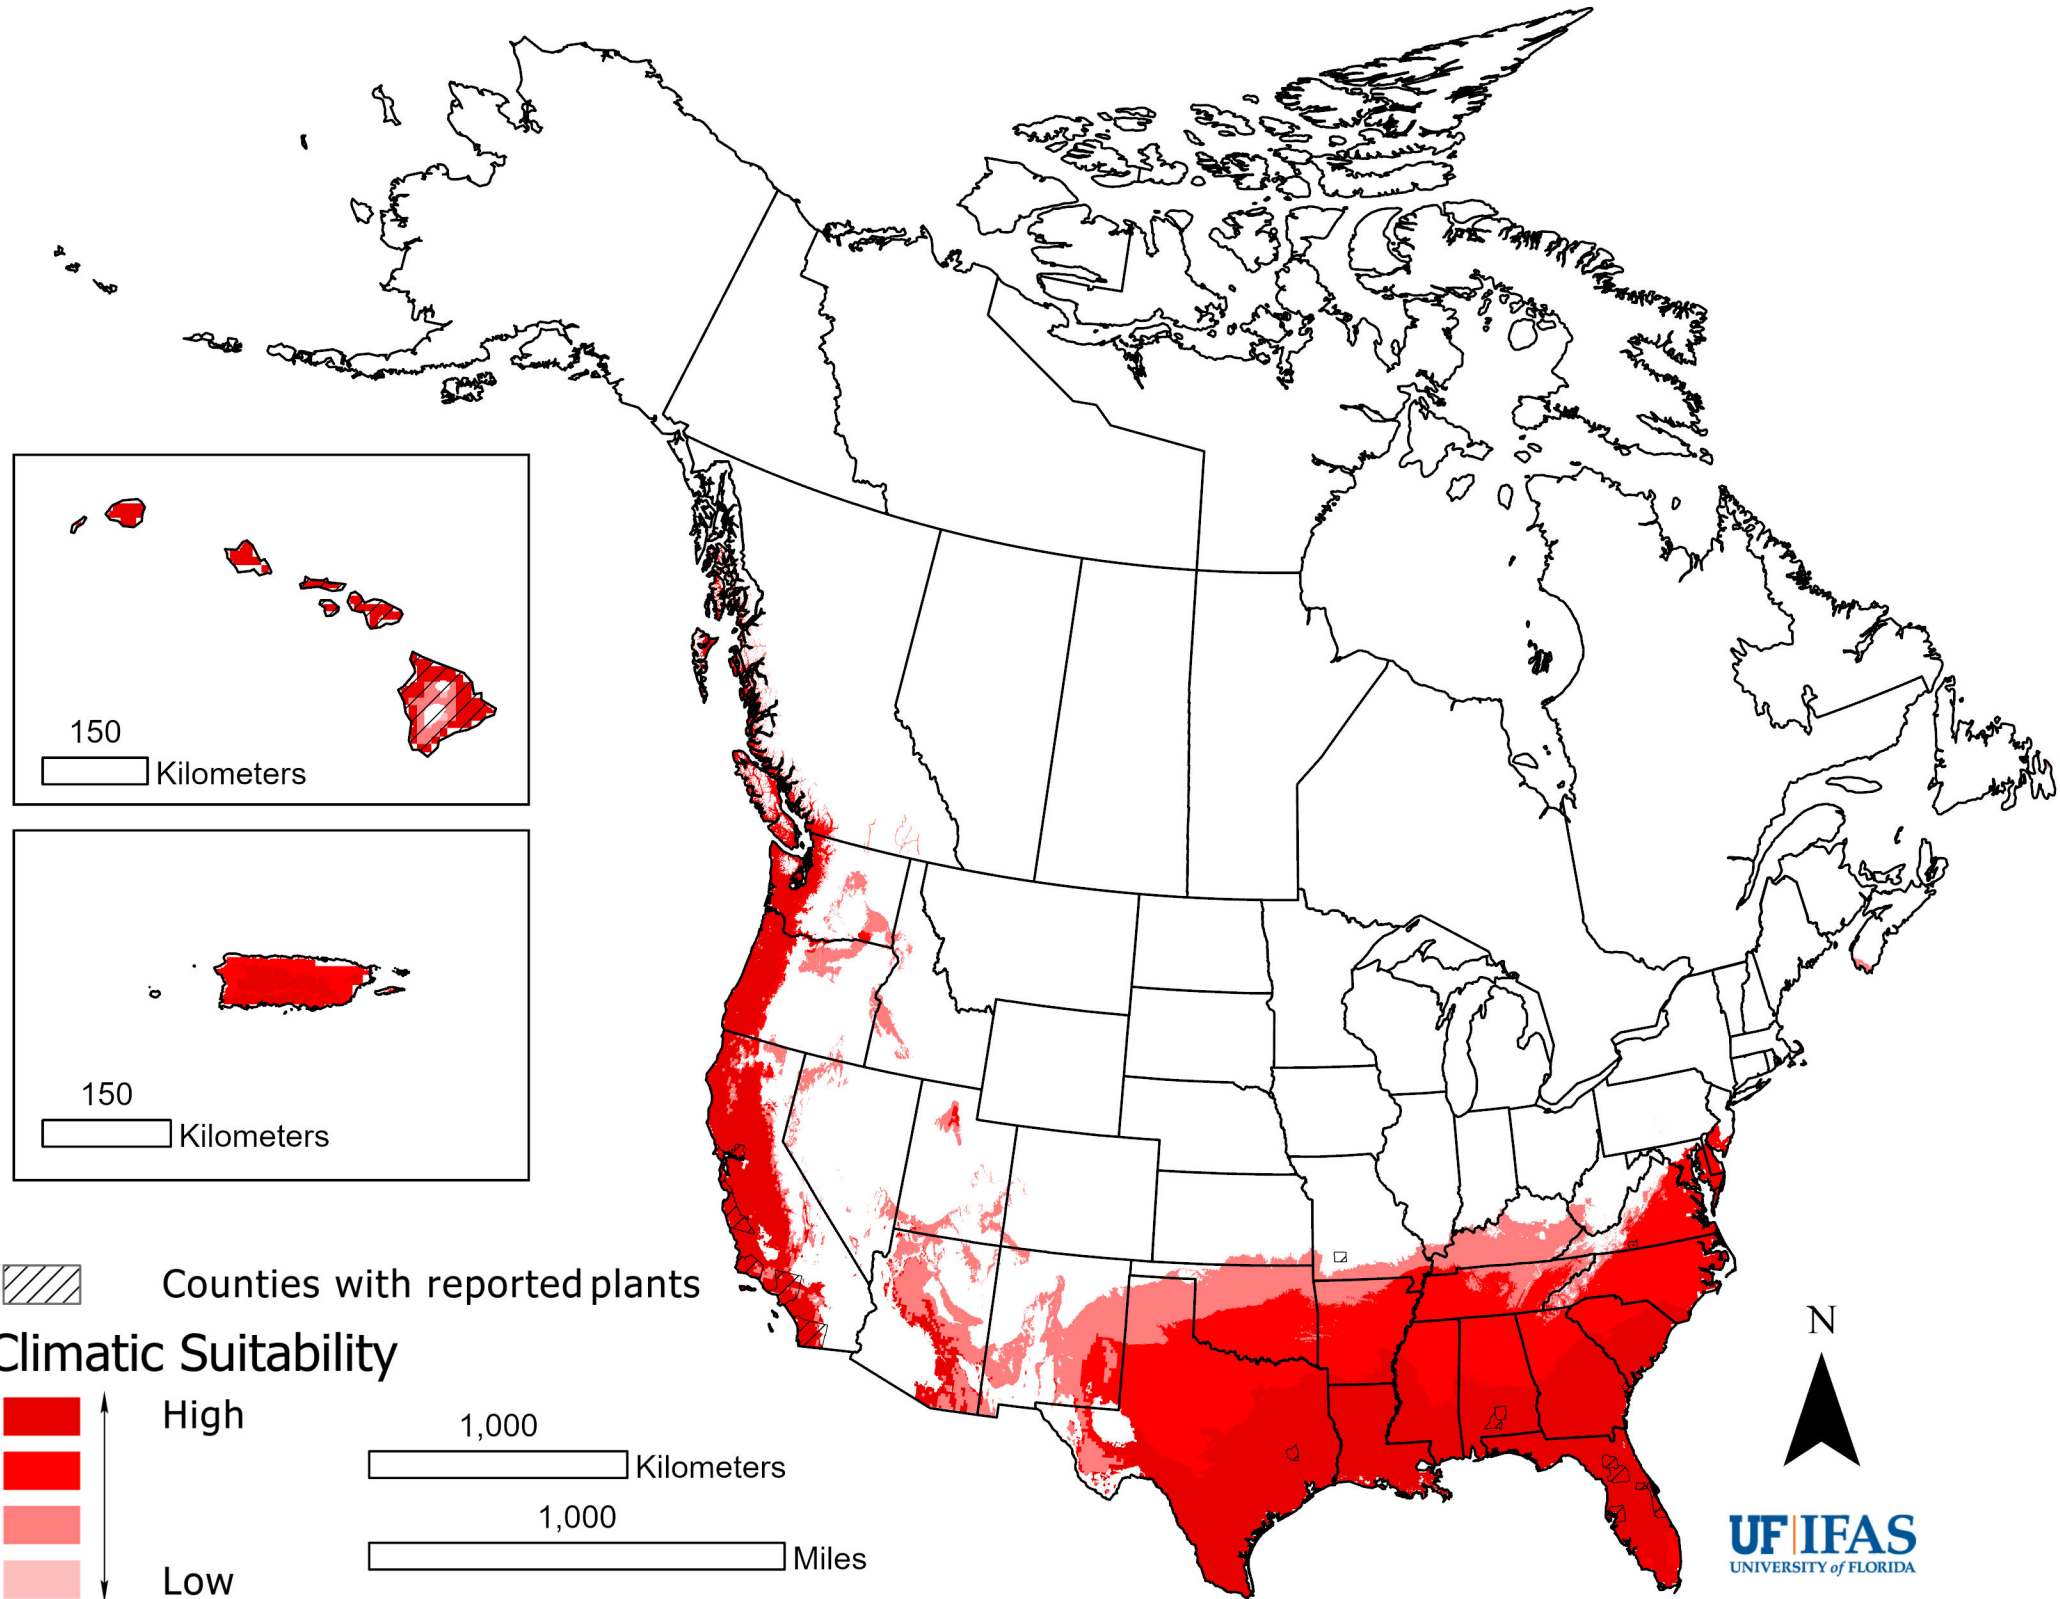 150
Kilometers
150
Kilometers
Counties with reported plants
Climatic Suitability
High
Low
1,000
Kilometers
1,000
Miles
N
UF|IFAS
UNIVERSITY of FLORIDA